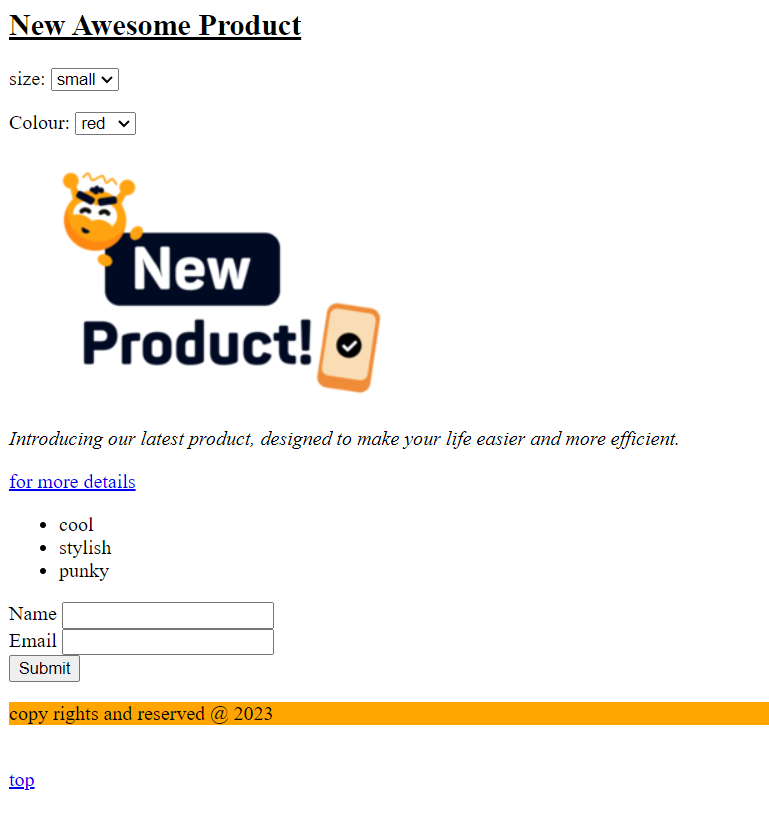 New Awesome Product
size: small
Colour: red
New
Product!
Introducing our latest product, designed to make your life easier and more efficient.
for more details
cool
stylish
punky
Name
Email
Submit
copy rights and reserved @ 2023
top